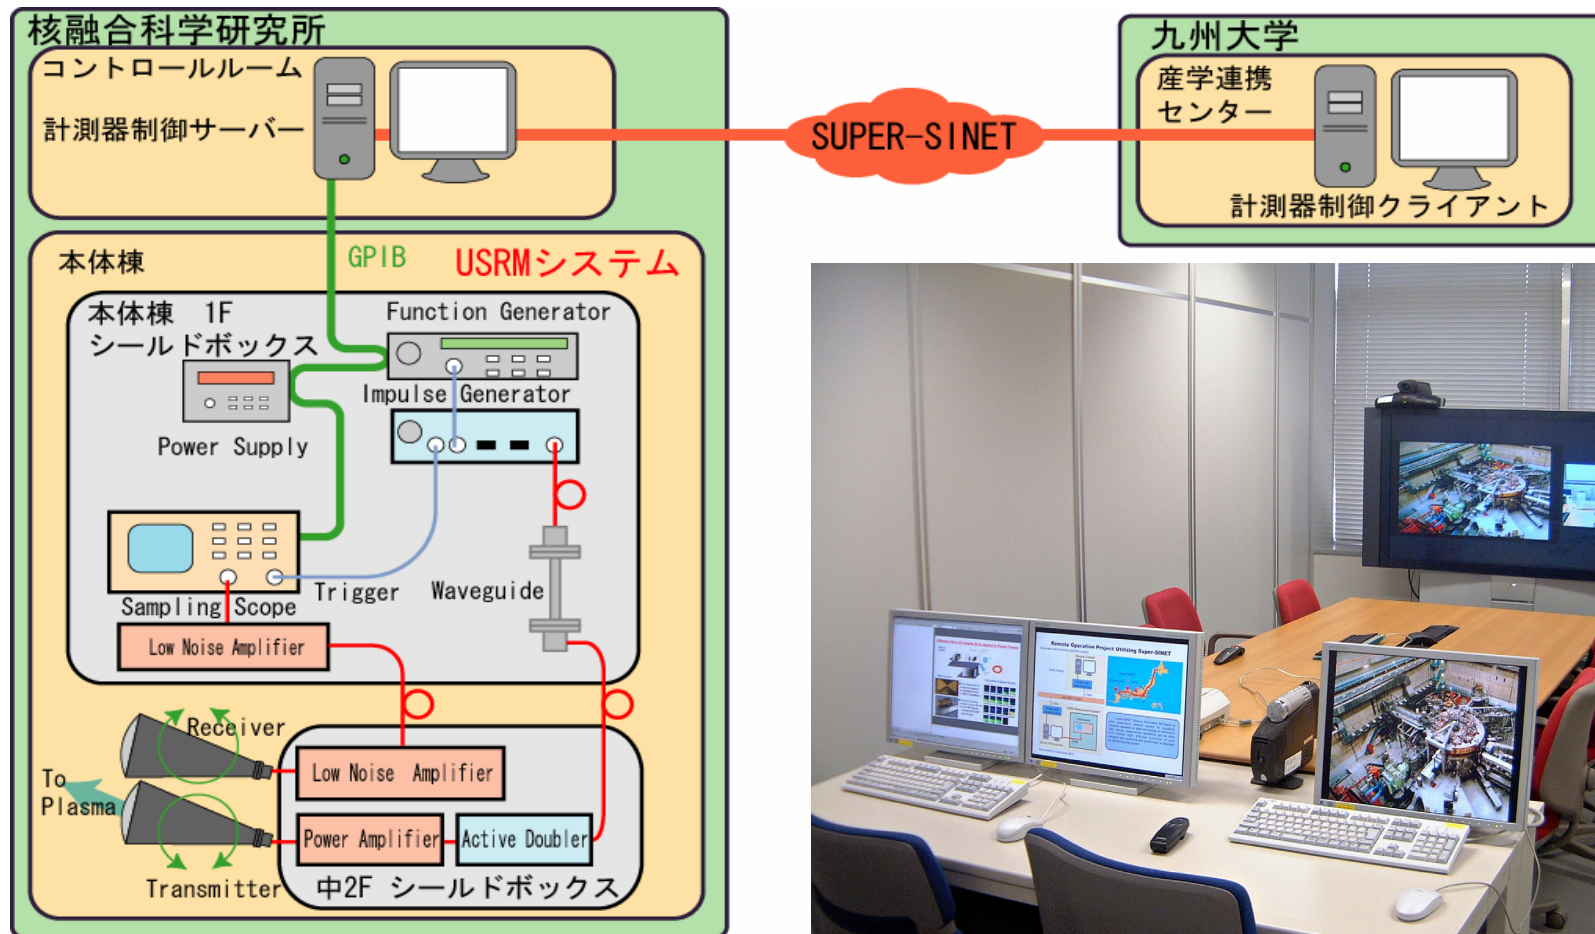 核融合科学研究所
コントロールルーム
計測器制御サーバー
SUPER-SINET
九州大学
産学連携
センター
計測器制御クライアント
本体棟
GPIB
USRMシステム
本体棟 1F
シールドボックス
Function Generator
Impulse Generator
Power Supply
Trigger
Waveguide
Sampling Scope
Low Noise Amplifier
Receiver
To
Plasma
Low Noise Amplifier
Power Amplifier
Active Doubler
Transmitter
中2F シールドボックス
Remote Operation Project Utilizing Super-SINET